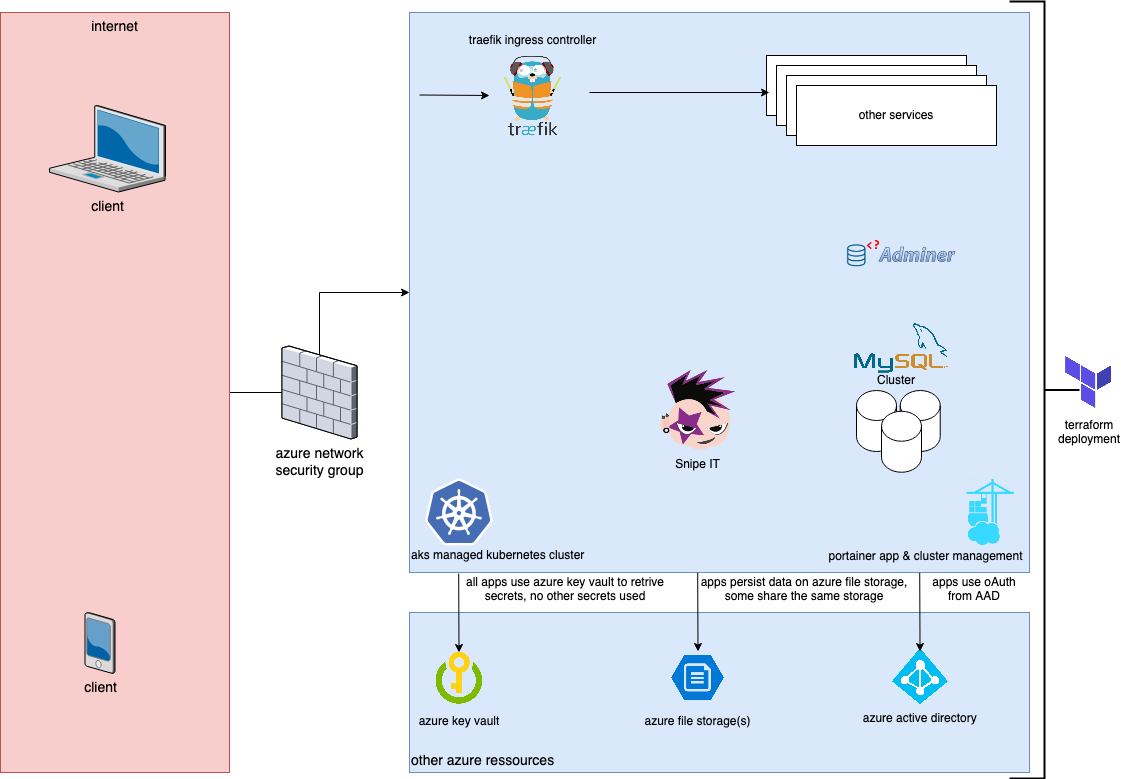 internet
traefik ingress controller
træfik
other services
client
<? Adminer
MySQL
Cluster
azure network
security group
Snipe IT
terraform
deployment
aks managed kubernetes cluster
portainer app & cluster management
all apps use azure key vault to retrive
secrets, no other secrets used
apps persist data on azure file storage,
some share the same storage
apps use oAuth
from AAD
client
azure key vault
azure file storage(s)
azure active directory
other azure ressources